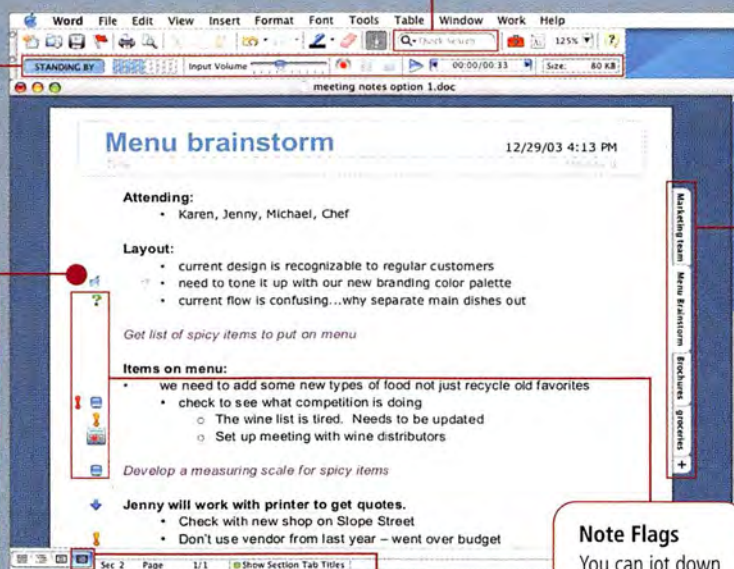 Word File Edit View Insert Format Font Tools Table Window Work Help
Quick Search 125%
STANDING BY Input Volume 00:00/00:33 Size: 80 KB
meeting notes option 1.doc
Menu brainstorm 12/29/03 4:13 PM
Title
Attending:
• Karen, Jenny, Michael, Chef
Layout:
• current design is recognizable to regular customers
• need to tone it up with our new branding color palette
• current flow is confusing...why separate main dishes out
Get list of spicy items to put on menu
Items on menu:
• we need to add some new types of food not just recycle old favorites
• check to see what competition is doing
○ The wine list is tired. Needs to be updated
○ Set up meeting with wine distributors
Develop a measuring scale for spicy items
Jenny will work with printer to get quotes.
• Check with new shop on Slope Street
• Don't use vendor from last year – went over budget
Marketing team
Menu Brainstorm
Brochures
groceries
+
Sec 2 Page 1/1 Show Section Tab Titles
Note Flags
You can jot down